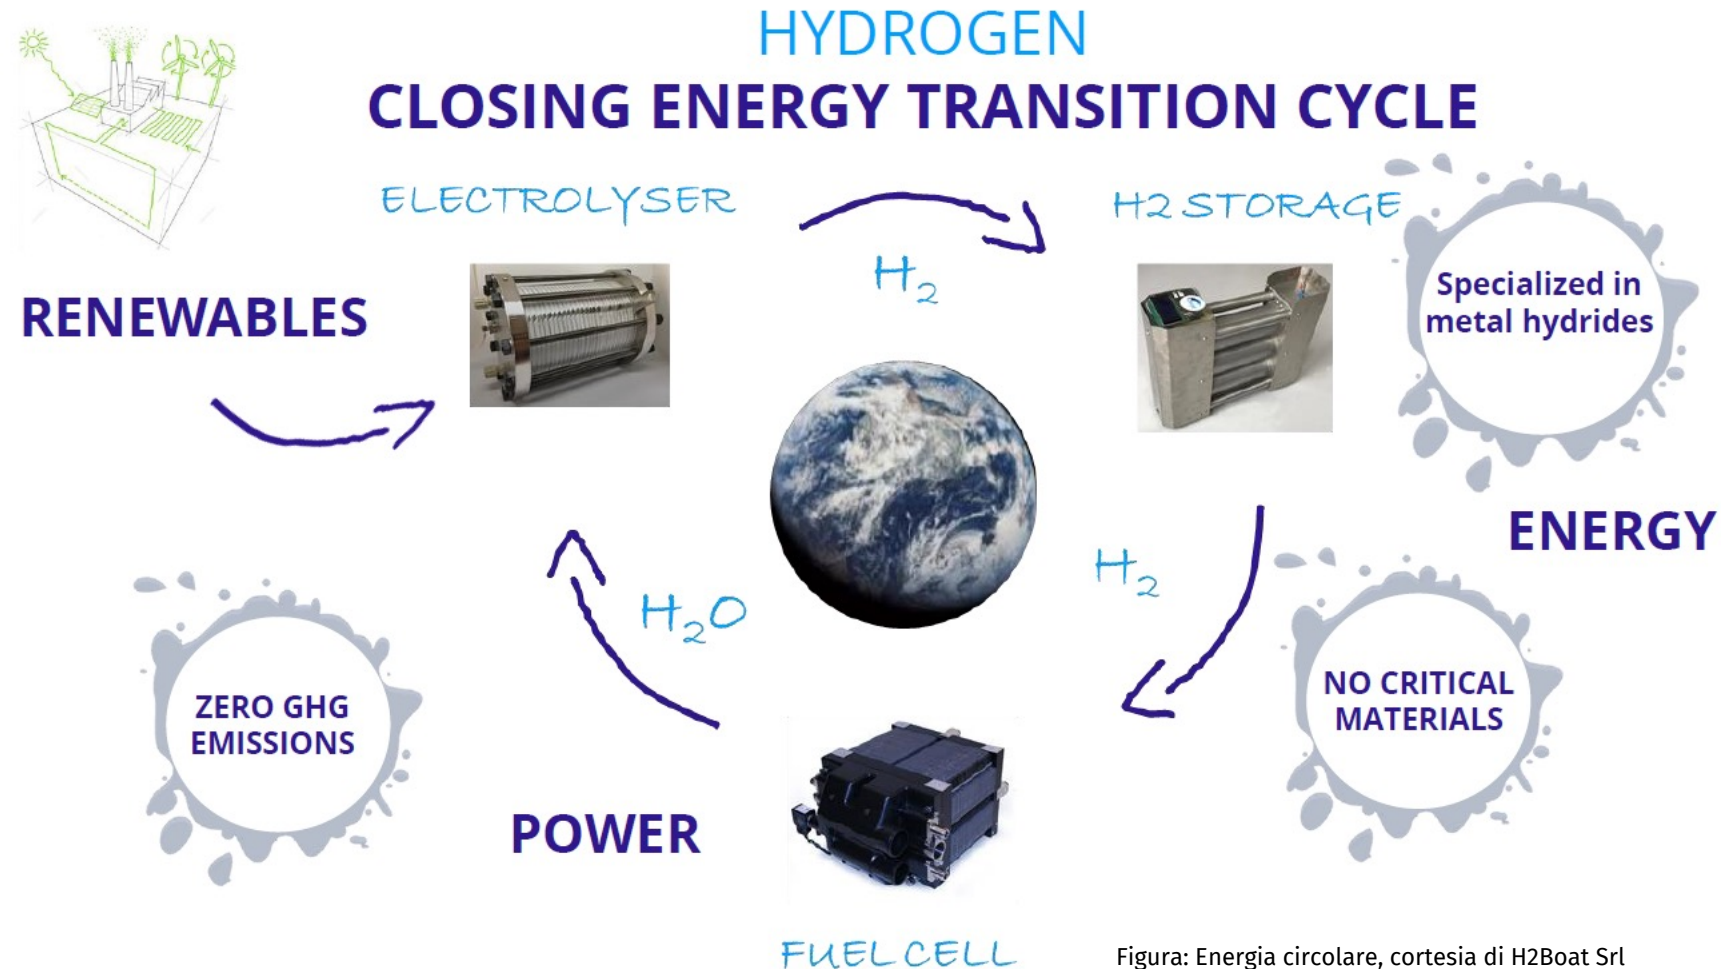 HYDROGEN
CLOSING ENERGY TRANSITION CYCLE
ELECTROLYSER
H2 STORAGE
H₂
Specialized in
metal hydrides
RENEWABLES
ENERGY
H₂
H₂O
NO CRITICAL
MATERIALS
ZERO GHG
EMISSIONS
POWER
FUEL CELL
Figura: Energia circolare, cortesia di H2Boat Srl